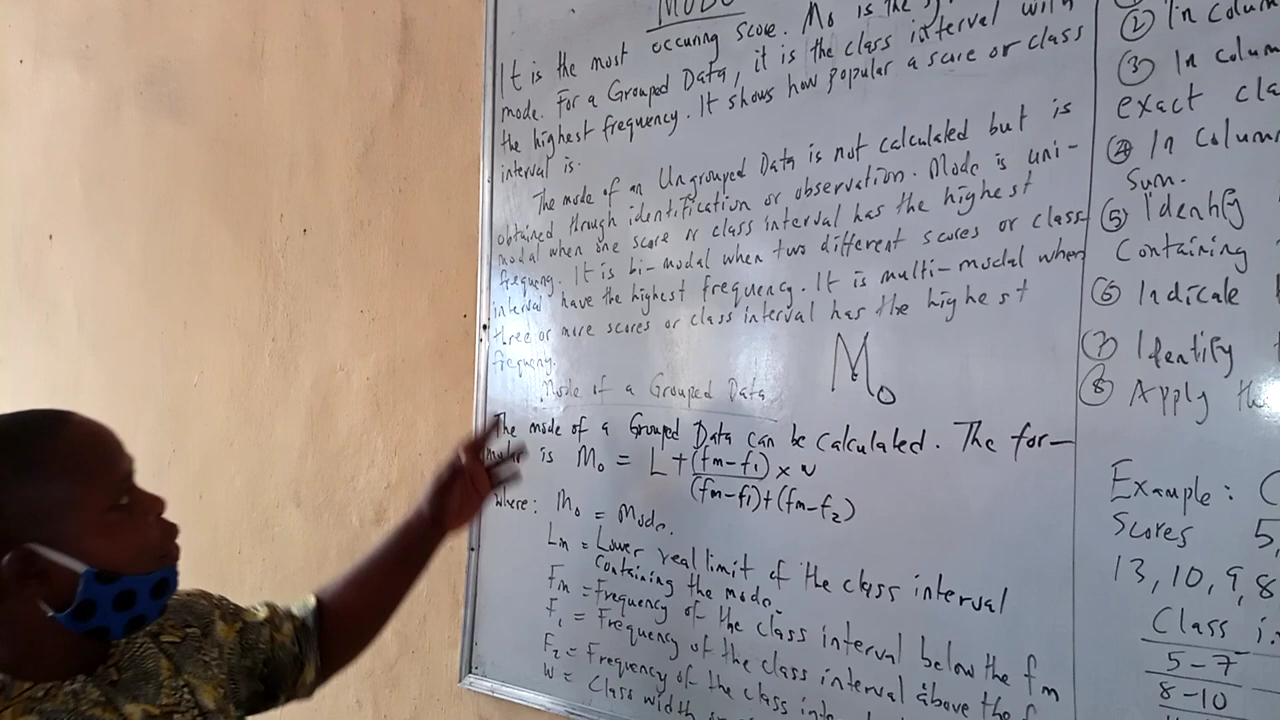 MODE
It is the most occuring score. Mo is the
mode. For a Grouped Data, it is the class interval with
the highest frequency. It shows how popular a score or class
interval is.
The mode of an Ungrouped Data is not calculated but is
obtained through identification or observation. Mode is uni-
modal when one score or class interval has the highest
frequeny. It is bi-modal when two different scores or class
interval have the highest frequency. It is multi-modal when
three or more scores or class interval has the highest
frequeny.
Mo
Mode of a Grouped Data
The mode of a Grouped Data can be calculated. The for-
mular is Mo = L + (fm-f1) × w
(fm-f1)+(fm-f2)
where: Mo = Mode.
Lm = Lower real limit of the class interval
containing the mode.
Fm = Frequency of the class interval below the fm
F1 = Frequency of the class interval above the f
F2 = Frequency of the class
W = Class width
② In colum
③ In colum
exact cla
④ In Column
Sum.
⑤ Identify
Containing
⑥ Indicate
⑦ Identify
⑧ Apply the
Example:
Scores 5,
13, 10, 9, 8
Class in
5-7
8-10